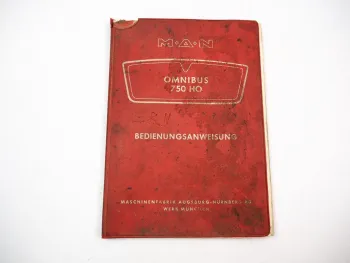 M·A·N
OMNIBUS
750 HO
BEDIENUNGSANWEISUNG
MASCHINENFABRIK AUGSBURG-NÜRNBERG AG
WERK MÜNCHEN